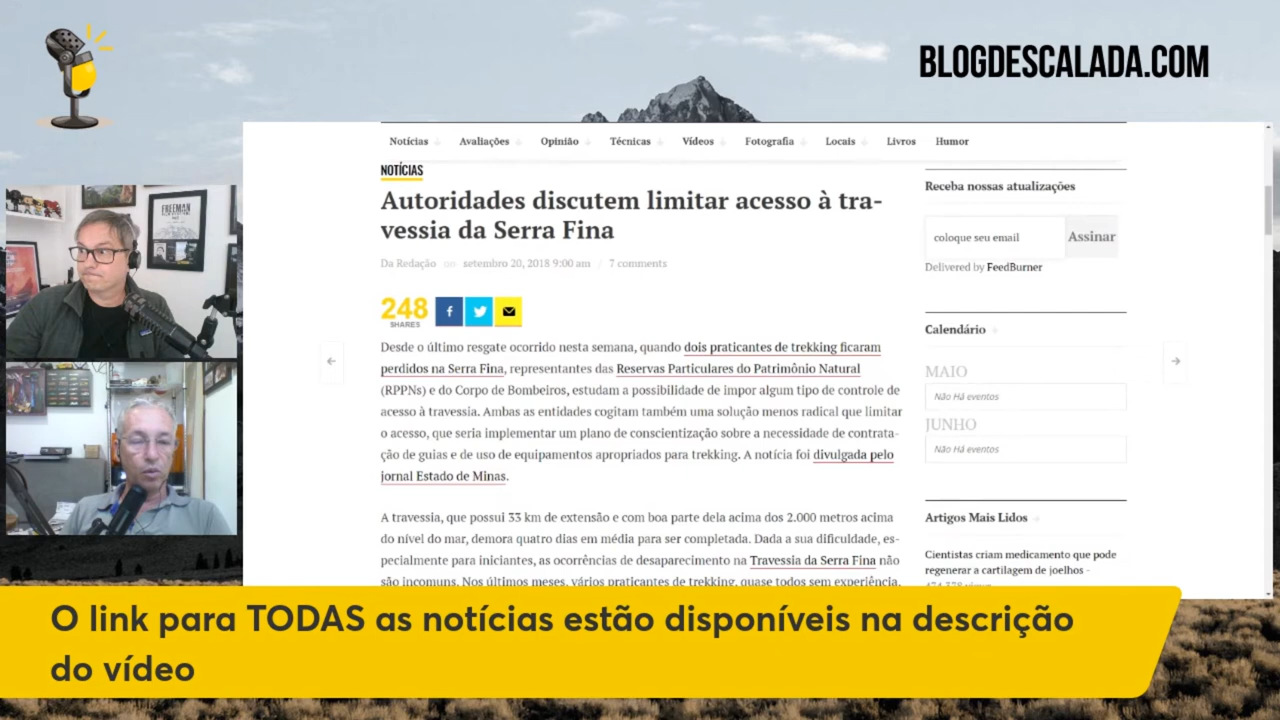 BLOGDESCALADA.COM
Notícias
Avaliações
Opinião
Técnicas
Vídeos
Fotografia
Locais
Livros
Humor
NOTÍCIAS
Autoridades discutem limitar acesso à tra-
vessia da Serra Fina
Da Redação on setembro 20, 2018 9:00 am / 7 comments
248
SHARES
Desde o último resgate ocorrido nesta semana, quando dois praticantes de trekking ficaram
perdidos na Serra Fina, representantes das Reservas Particulares do Patrimônio Natural
(RPPNs) e do Corpo de Bombeiros, estudam a possibilidade de impor algum tipo de controle de
acesso à travessia. Ambas as entidades cogitam também uma solução menos radical que limitar
o acesso, que seria implementar um plano de conscientização sobre a necessidade de contrata-
ção de guias e de uso de equipamentos apropriados para trekking. A notícia foi divulgada pelo
jornal Estado de Minas.
A travessia, que possui 33 km de extensão e com boa parte dela acima dos 2.000 metros acima
do nível do mar, demora quatro dias em média para ser completada. Dada a sua dificuldade, es-
pecialmente para iniciantes, as ocorrências de desaparecimento na Travessia da Serra Fina não
são incomuns. Nos últimos meses, vários praticantes de trekking, quase todos sem experiência,
Receba nossas atualizações
coloque seu email
Assinar
Delivered by FeedBurner
Calendário
MAIO
Não Há eventos
JUNHO
Não Há eventos
Artigos Mais Lidos
Cientistas criam medicamento que pode
regenerar a cartilagem de joelhos -
FREEMAN
O link para TODAS as notícias estão disponíveis na descrição
do vídeo